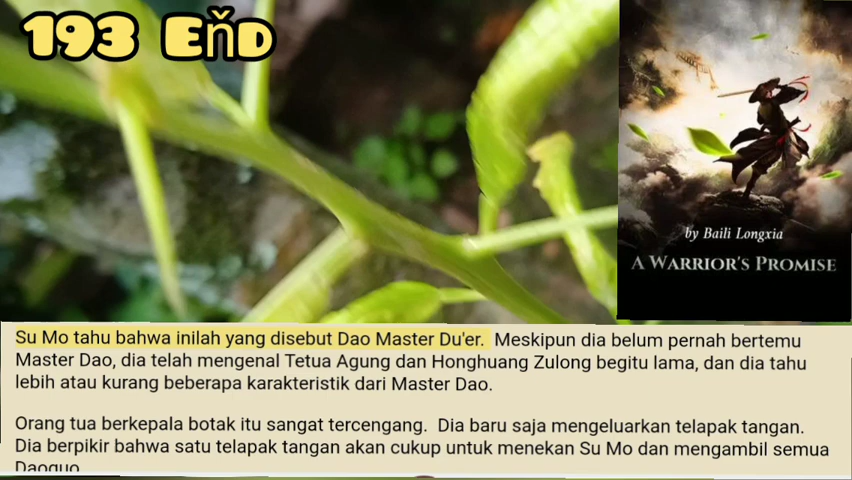 193 EňD
by Baili Longxia
A WARRIOR'S PROMISE
Su Mo tahu bahwa inilah yang disebut Dao Master Du'er.  Meskipun dia belum pernah bertemu
Master Dao, dia telah mengenal Tetua Agung dan Honghuang Zulong begitu lama, dan dia tahu
lebih atau kurang beberapa karakteristik dari Master Dao.
Orang tua berkepala botak itu sangat tercengang.  Dia baru saja mengeluarkan telapak tangan.
Dia berpikir bahwa satu telapak tangan akan cukup untuk menekan Su Mo dan mengambil semua
Daoguo